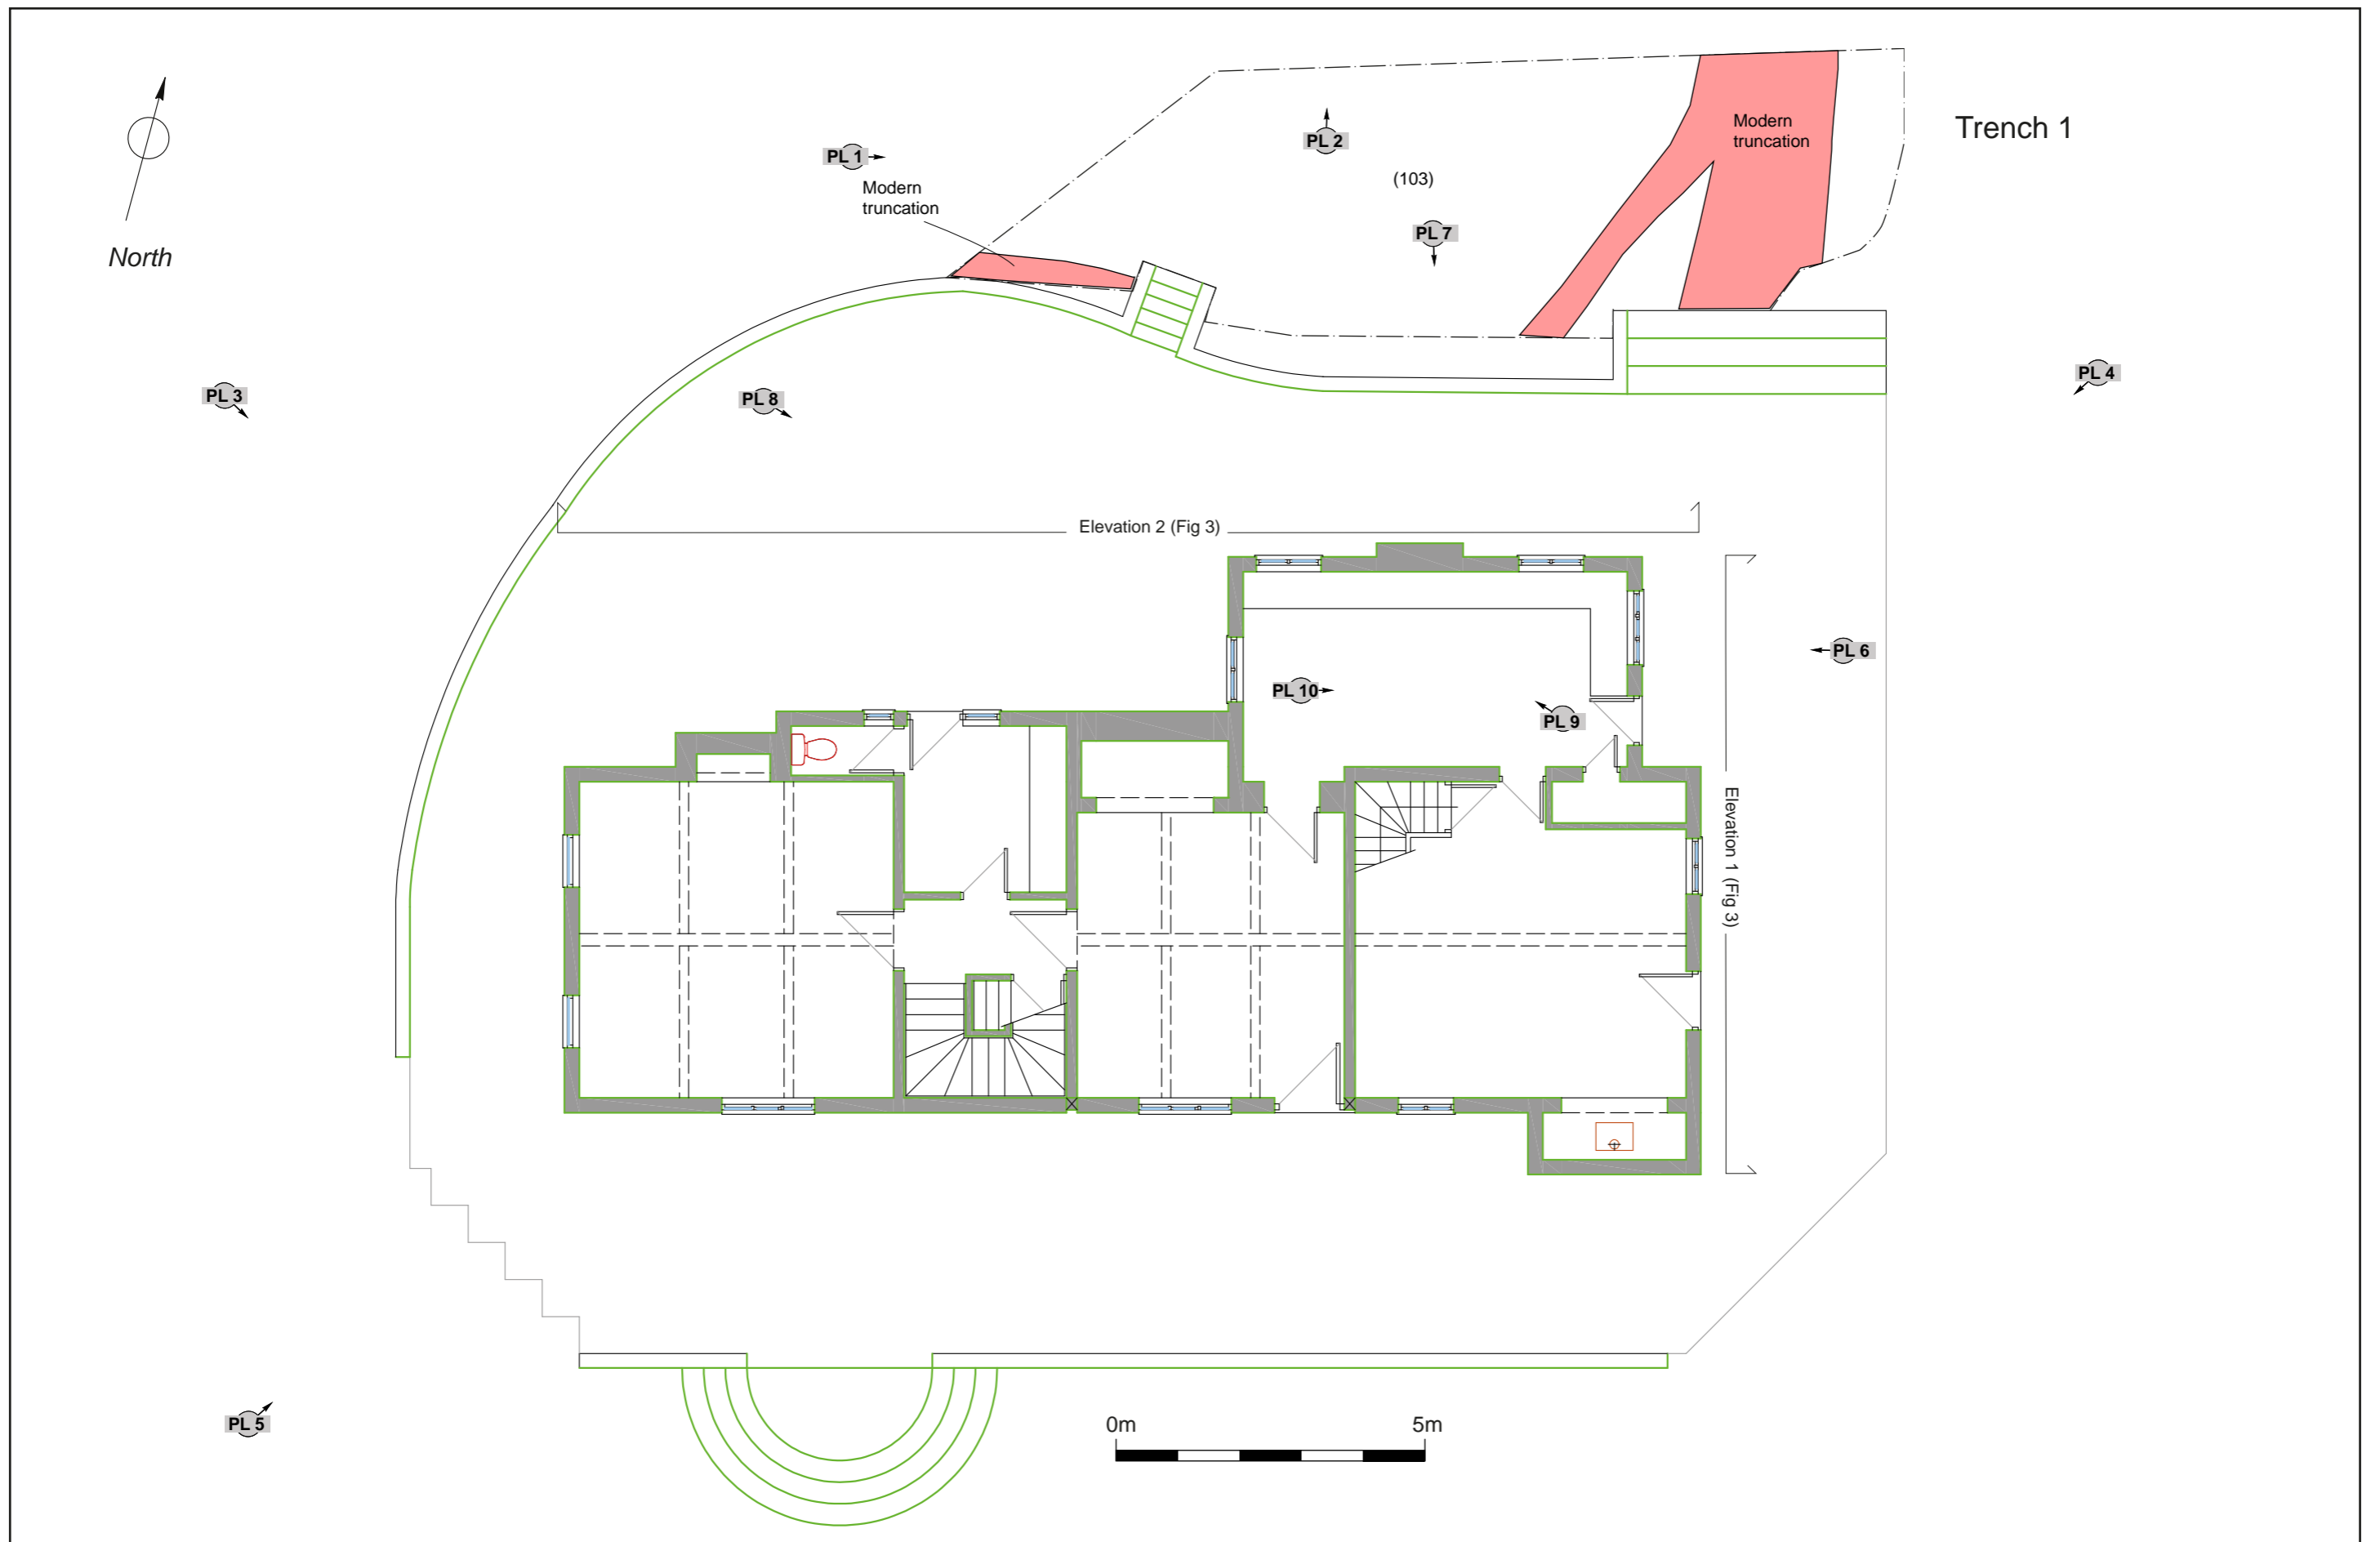 Trench 1
Modern
truncation
PL 2
PL 1
(103)
Modern
truncation
PL 7
North
PL 3
PL 8
PL 4
Elevation 2 (Fig 3)
PL 6
PL 10
PL 9
Elevation 1 (Fig 3)
PL 5
0m 5m